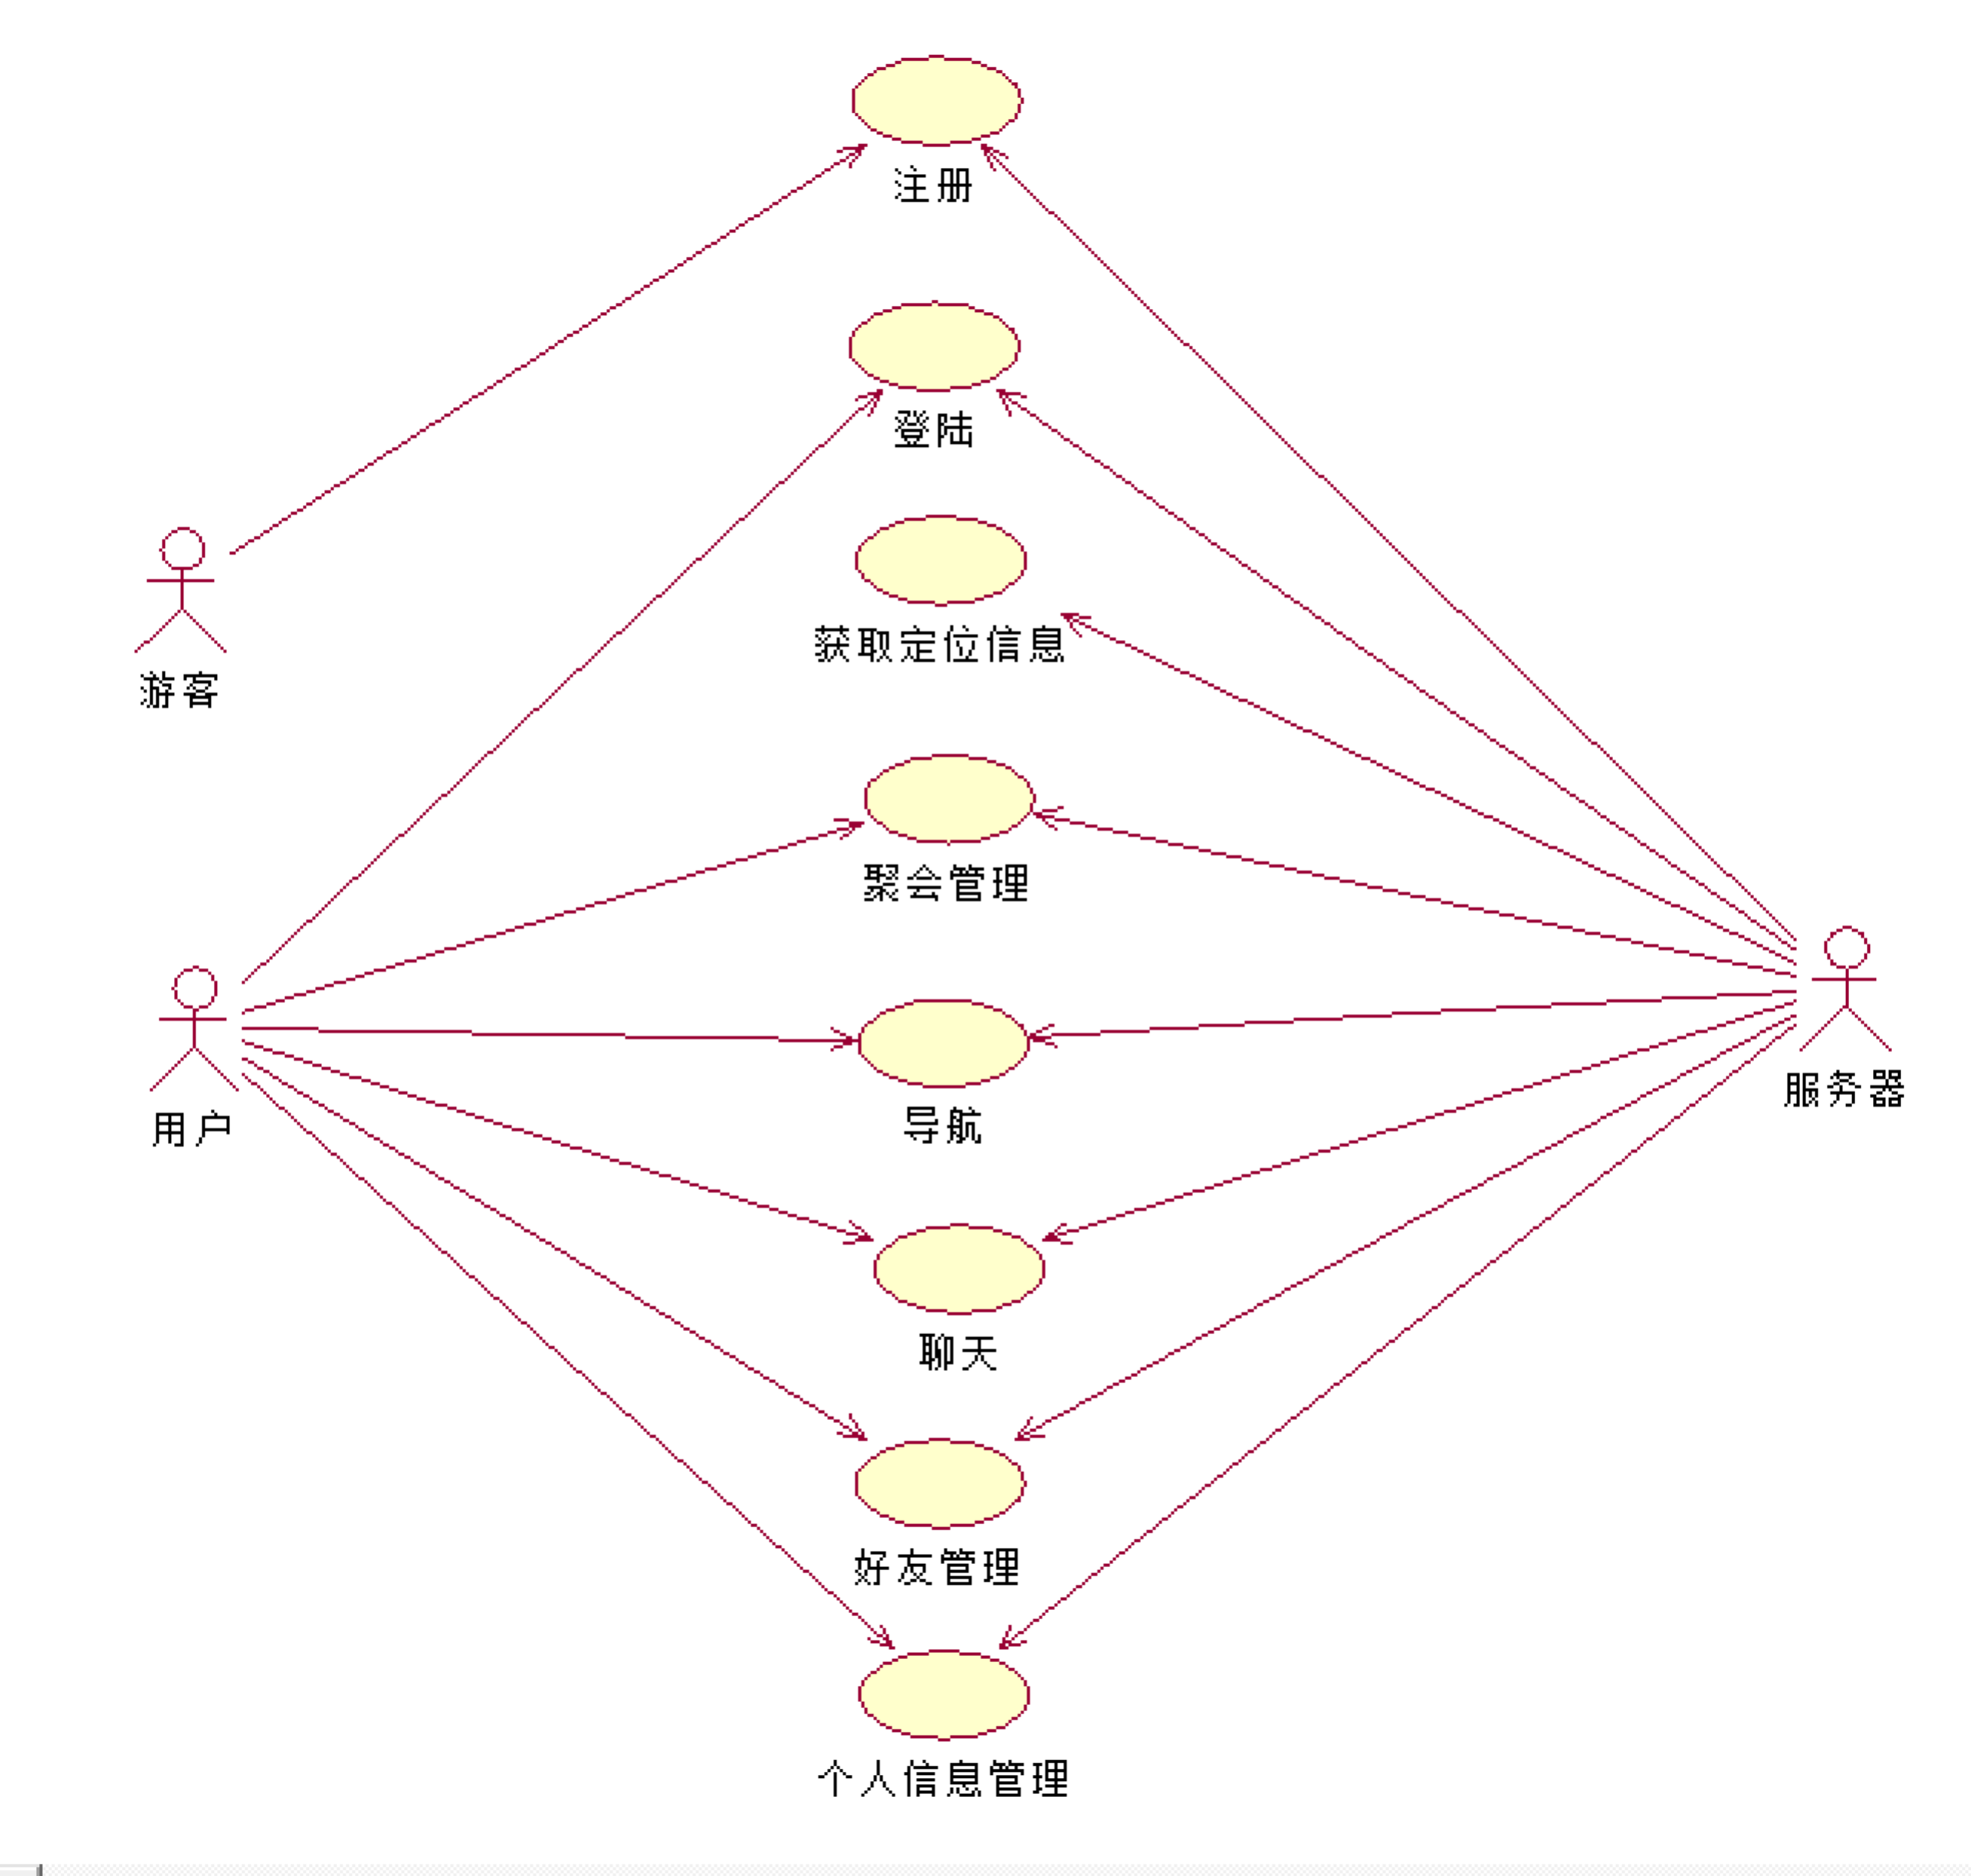 注册
登陆
获取定位信息
游客
聚会管理
服务器
用户
导航
聊天
好友管理
个人信息管理